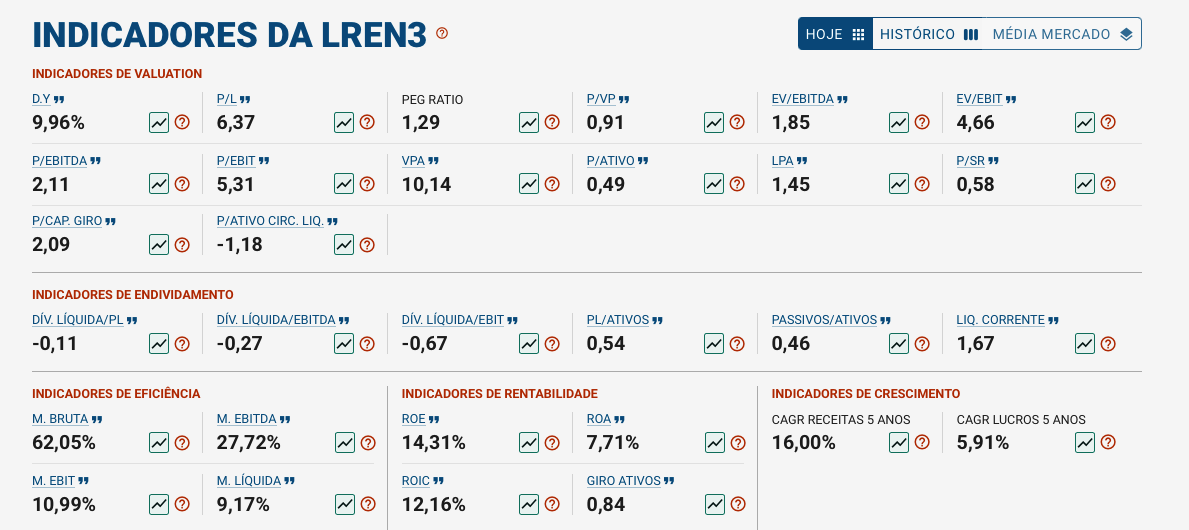 INDICADORES DA LREN3
HOJE HISTÓRICO MÉDIA MERCADO
INDICADORES DE VALUATION
D.Y P/L PEG RATIO P/VP EV/EBITDA EV/EBIT
9,96% 6,37 1,29 0,91 1,85 4,66
P/EBITDA P/EBIT VPA P/ATIVO LPA P/SR
2,11 5,31 10,14 0,49 1,45 0,58
P/CAP. GIRO P/ATIVO CIRC. LIQ.
2,09 -1,18
INDICADORES DE ENDIVIDAMENTO
DÍV. LÍQUIDA/PL DÍV. LÍQUIDA/EBITDA DÍV. LÍQUIDA/EBIT PL/ATIVOS PASSIVOS/ATIVOS LIQ. CORRENTE
-0,11 -0,27 -0,67 0,54 0,46 1,67
INDICADORES DE EFICIÊNCIA INDICADORES DE RENTABILIDADE INDICADORES DE CRESCIMENTO
M. BRUTA M. EBITDA ROE ROA CAGR RECEITAS 5 ANOS CAGR LUCROS 5 ANOS
62,05% 27,72% 14,31% 7,71% 16,00% 5,91%
M. EBIT M. LÍQUIDA ROIC GIRO ATIVOS
10,99% 9,17% 12,16% 0,84